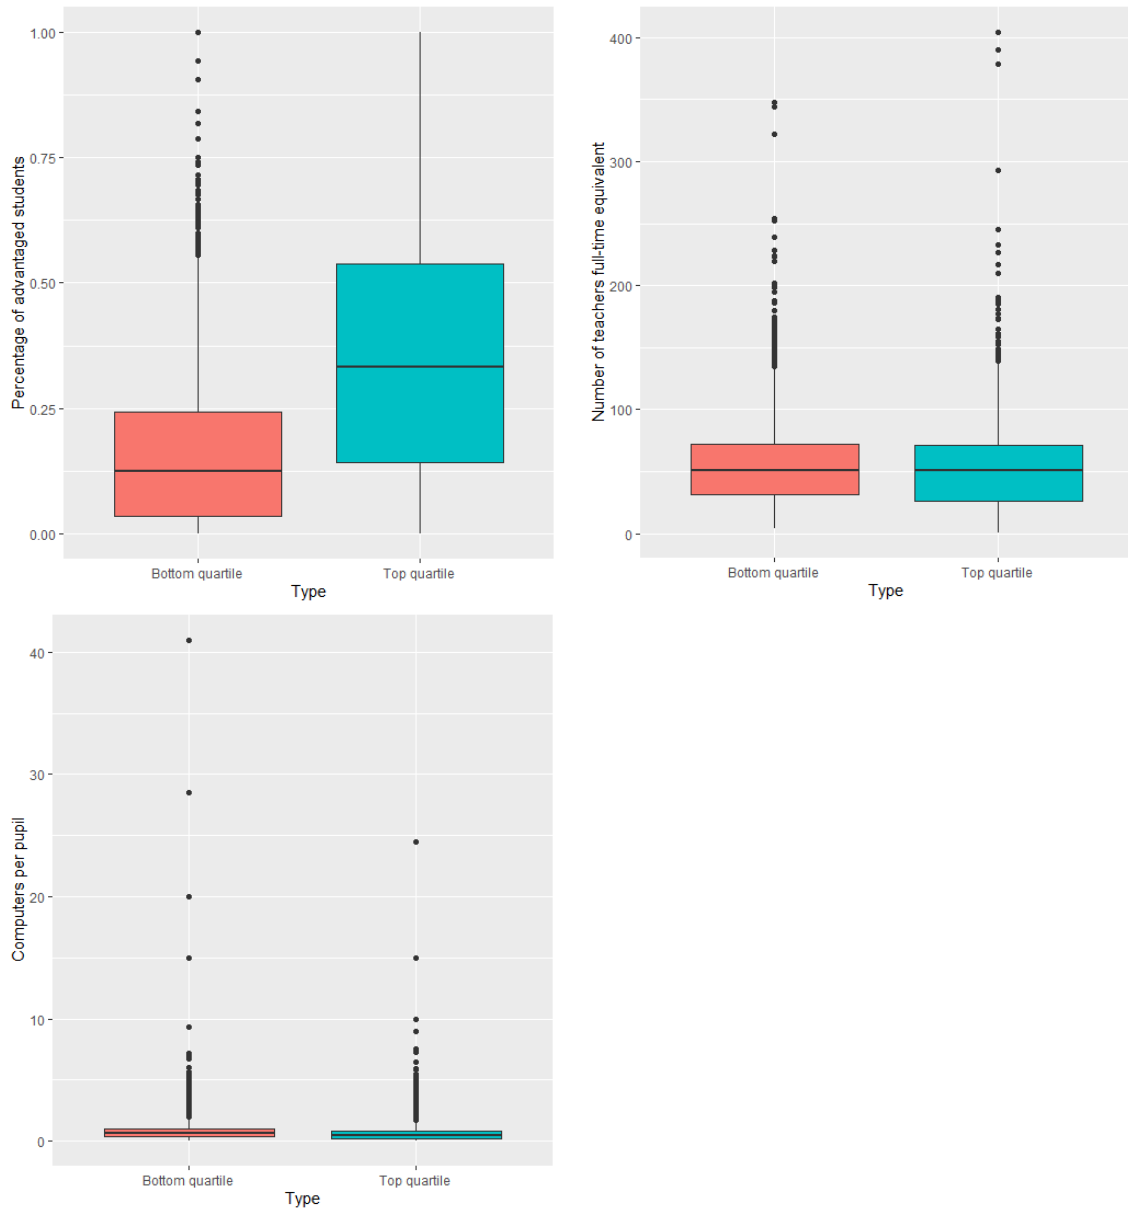 Percentage of advantaged students
1.00
0.75
0.50
0.25
0.00
Bottom quartile Top quartile
Type
Number of teachers full-time equivalent
400
300
200
100
0
Bottom quartile Top quartile
Type
Computers per pupil
40
30
20
10
0
Bottom quartile Top quartile
Type